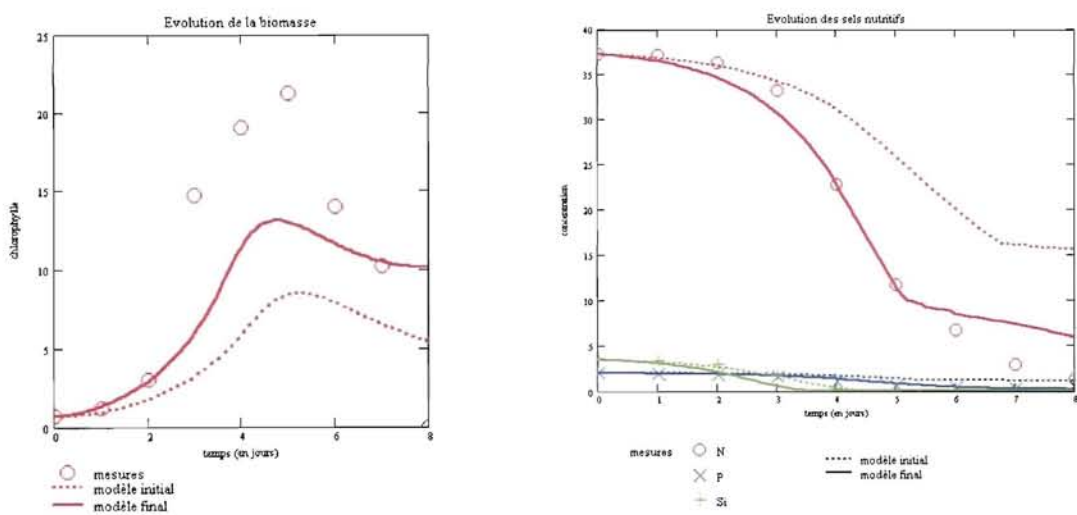 Evolution de la biomasse
25
20
15
10
5
0
chlorophylle
0 2 4 6 8
temps (en jours)
mesures
modèle initial
modèle final
Evolution des sels nutritifs
40
35
30
25
20
15
10
5
0
concentration
0 1 2 3 4 5 6 7 8
temps (en jours)
mesures N
P
Si
modèle initial
modèle final